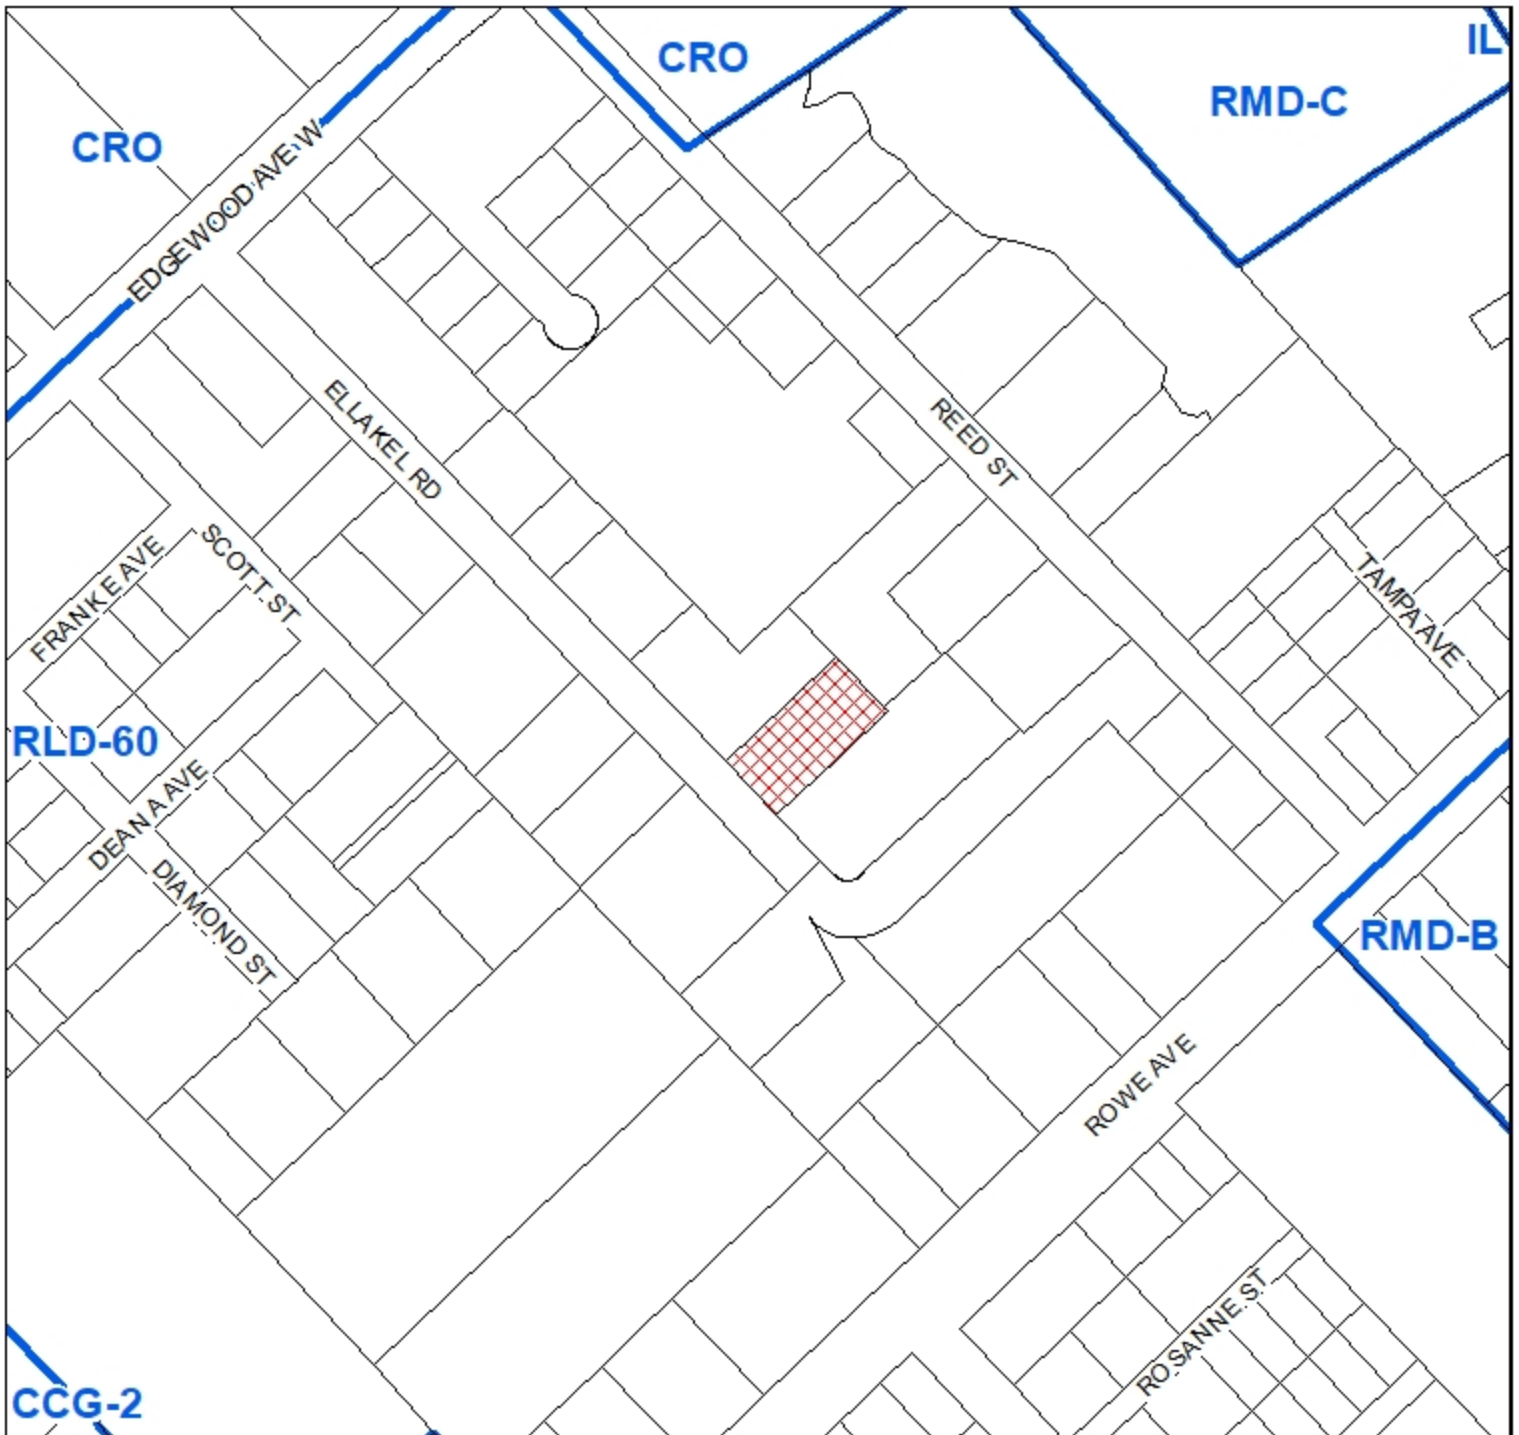 IL
CRO
RMD-C
CRO
EDGEWOOD AVE W
ELLAKEL RD
REED ST
SCOTT ST
FRANKE AVE
TAMPA AVE
RLD-60
DEAN A AVE
DIAMOND ST
RMD-B
ROWE AVE
ROSANNE ST
CCG-2